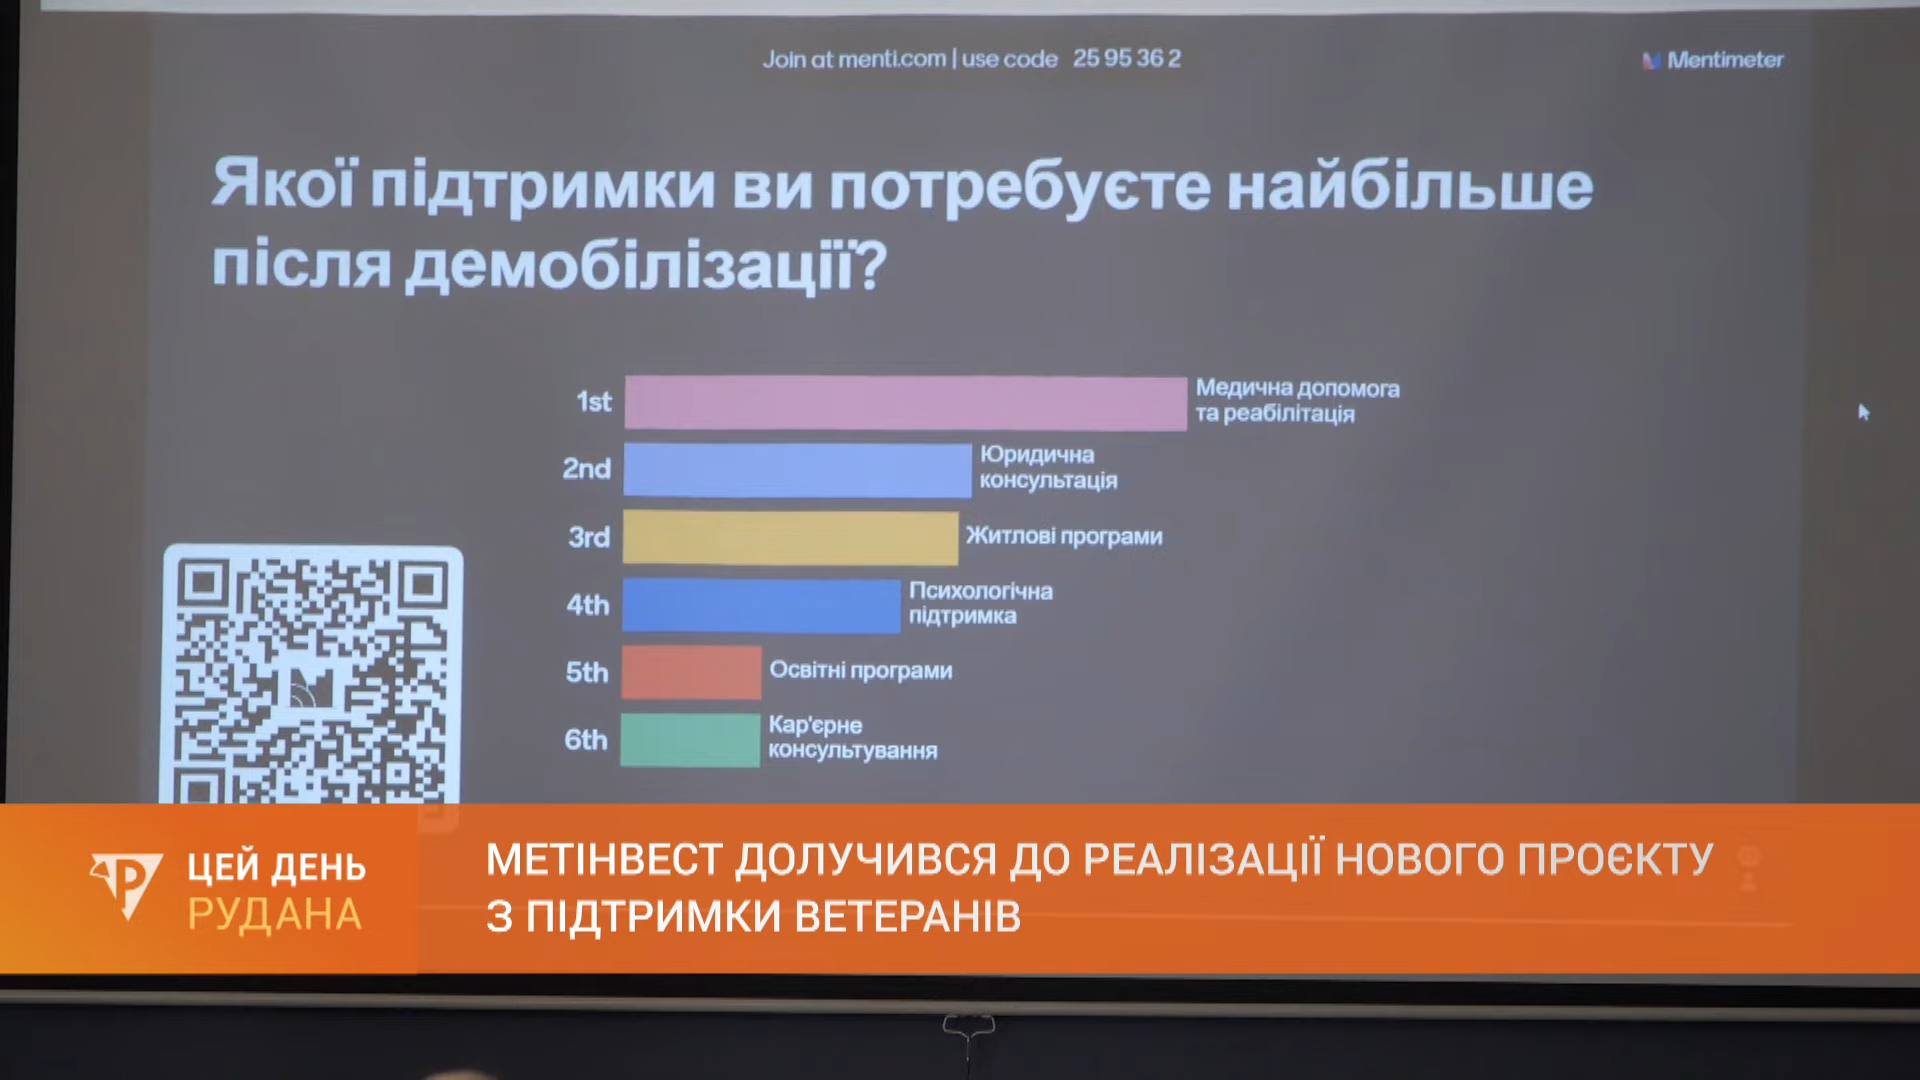 Join at menti.com | use code 25 95 36 2
Mentimeter
Якої підтримки ви потребуєте найбільше
після демобілізації?
1st
Медична допомога
та реабілітація
2nd
Юридична
консультація
3rd
Житлові програми
4th
Психологічна
підтримка
5th
Освітні програми
6th
Кар'єрне
консультування
ЦЕЙ ДЕНЬ
РУДАНА
МЕТІНВЕСТ ДОЛУЧИВСЯ ДО РЕАЛІЗАЦІЇ НОВОГО ПРОЄКТУ
З ПІДТРИМКИ ВЕТЕРАНІВ